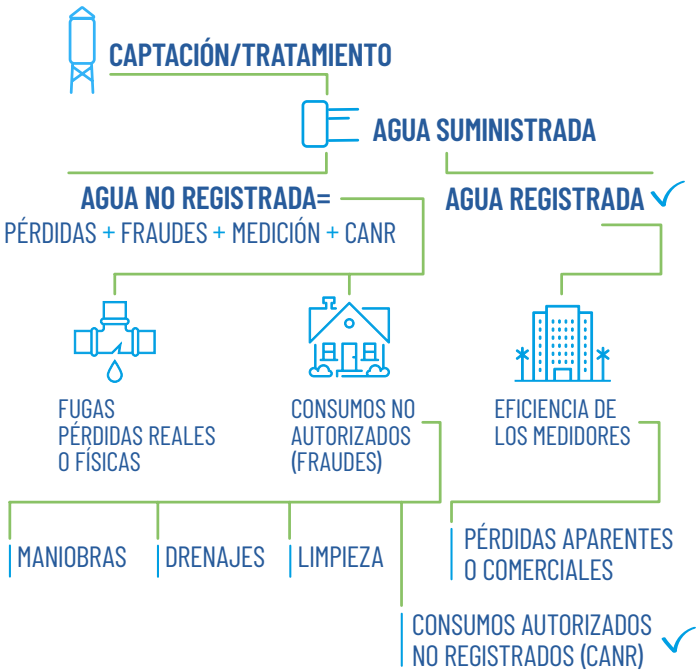 CAPTACIÓN/TRATAMIENTO
AGUA SUMINISTRADA
AGUA NO REGISTRADA=
PÉRDIDAS + FRAUDES + MEDICIÓN + CANR
AGUA REGISTRADA
FUGAS
PÉRDIDAS REALES
O FÍSICAS
CONSUMOS NO
AUTORIZADOS
(FRAUDES)
EFICIENCIA DE
LOS MEDIDORES
MANIOBRAS
DRENAJES
LIMPIEZA
PÉRDIDAS APARENTES
O COMERCIALES
CONSUMOS AUTORIZADOS
NO REGISTRADOS (CANR)